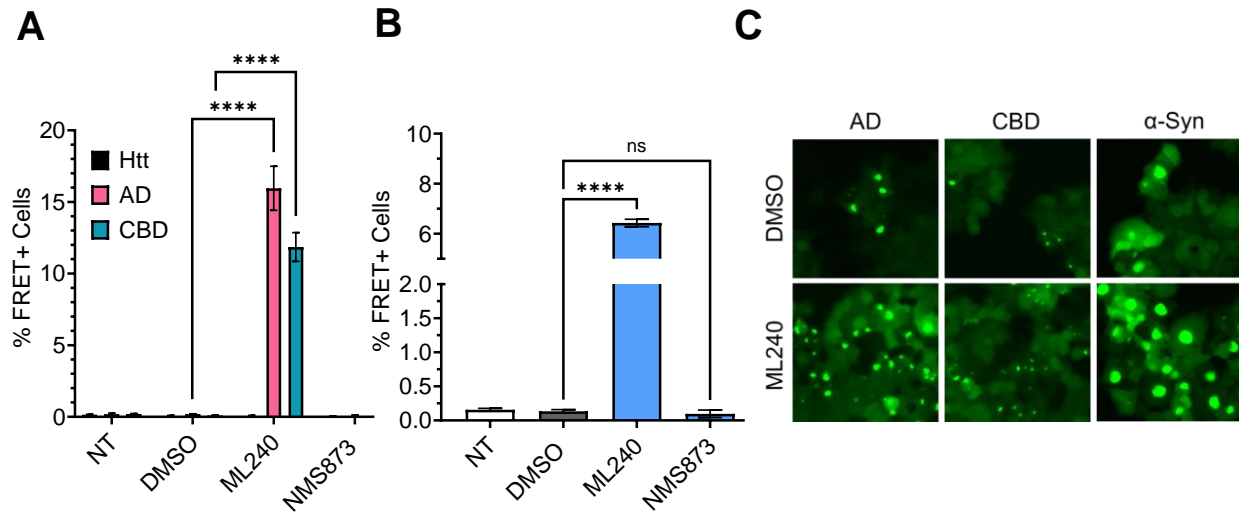 A
****
****
20
15
10
5
0
% FRET+ Cells
Htt
AD
CBD
NT
DMSO
ML240
NMS873
B
ns
****
10
8
6
2.0
1.5
1.0
0.5
0.0
% FRET+ Cells
NT
DMSO
ML240
NMS873
C
AD CBD α-Syn
DMSO
ML240